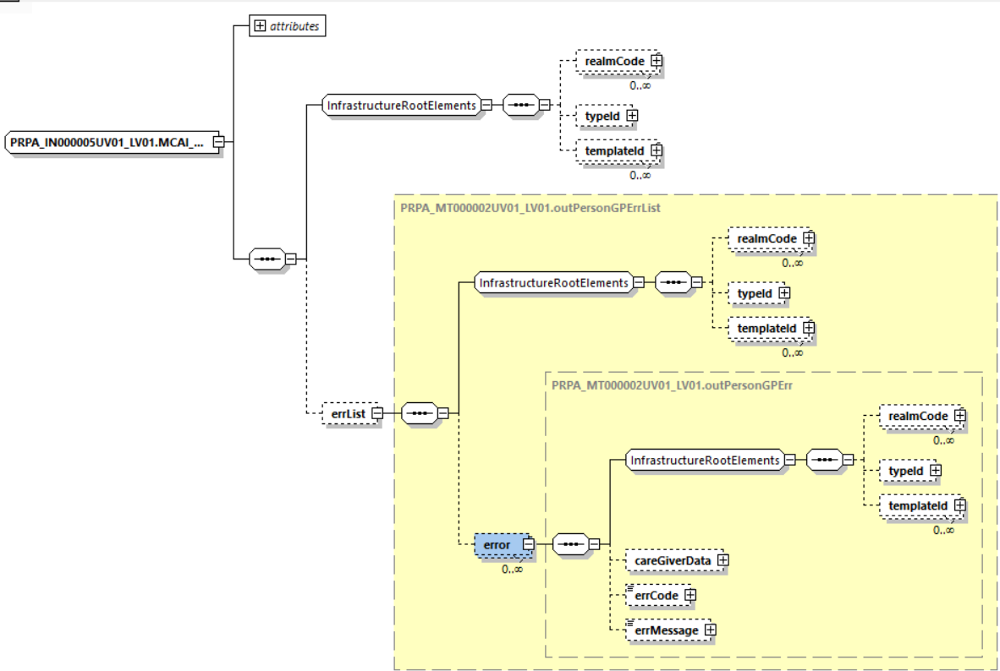 attributes
realmCode
0..∞
InfrastructureRootElements
typeId
PRPA_IN000005UV01_LV01.MCAI_...
templateId
0..∞
PRPA_MT000002UV01_LV01.outPersonGPErrList
realmCode
0..∞
InfrastructureRootElements
typeId
templateId
0..∞
PRPA_MT000002UV01_LV01.outPersonGPErr
errList
realmCode
0..∞
InfrastructureRootElements
typeId
templateId
0..∞
error
0..∞
careGiverData
errCode
errMessage